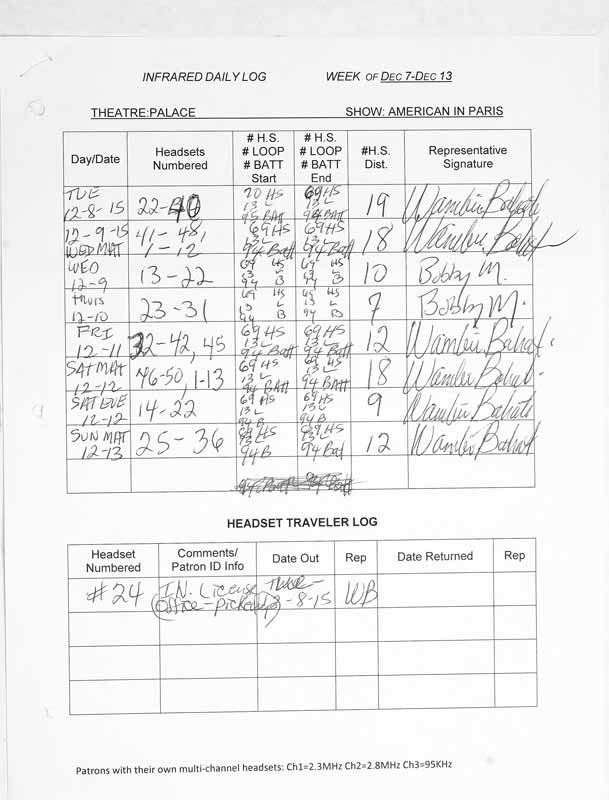 INFRARED DAILY LOG WEEK OF DEC 7-DEC 13
THEATRE:PALACE SHOW: AMERICAN IN PARIS
Day/Date Headsets Numbered # H.S. # LOOP # BATT Start # H.S. # LOOP # BATT End #H.S. Dist. Representative Signature
TUE 12-8-15 22-40 70 HS 13 L 95 BATT 69 HS 13 L 94 BATT 19 Wambui Bahati
12-9-15 WED MAT 41-48, 1-12 69 HS 13 L 94 Batt 69 HS 13 L 94 Batt 18 Wambui Bahati
WED 12-9 13-22 69 HS 13 L 94 B 69 HS 13 L 94 B 10 Bobby M.
THURS 12-10 23-31 69 HS 13 L 94 B 69 HS 13 L 94 B 7 Bobby M.
FRI 12-11 32-42, 45 69 HS 13 L 94 Batt 69 HS 13 L 94 Batt 12 Wambui Bahati
SAT MAT 12-12 46-50, 1-13 69 HS 13 L 94 BATT 69 HS 13 L 94 BATT 18 Wambui Bahati
SAT EVE 12-12 14-22 69 HS 13 L 94 B 69 HS 13 L 94 B 9 Wambui Bahati
SUN MAT 12-13 25-36 69 HS 94 B 69 HS 94 Bat 12 Wambui Bahati
HEADSET TRAVELER LOG
Headset Numbered Comments/ Patron ID Info Date Out Rep Date Returned Rep
#24 IN. License office-pickup -8-15 WB
Patrons with their own multi-channel headsets: Ch1=2.3MHz Ch2=2.8MHz Ch3=95KHz